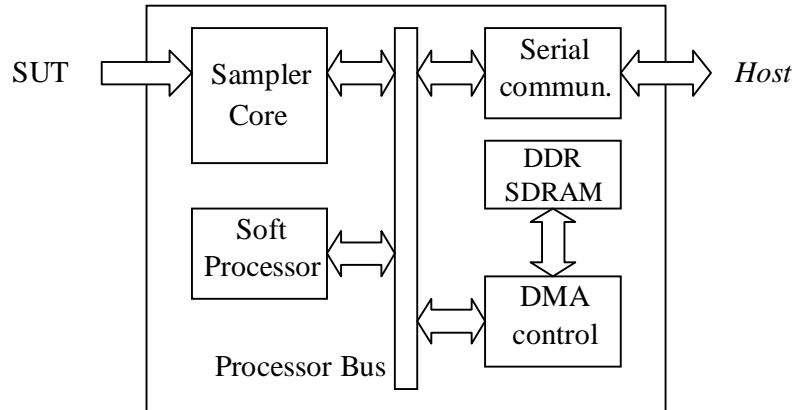 SUT
Sampler
Core
Serial
commun.
Host
DDR
SDRAM
Soft
Processor
DMA
control
Processor Bus